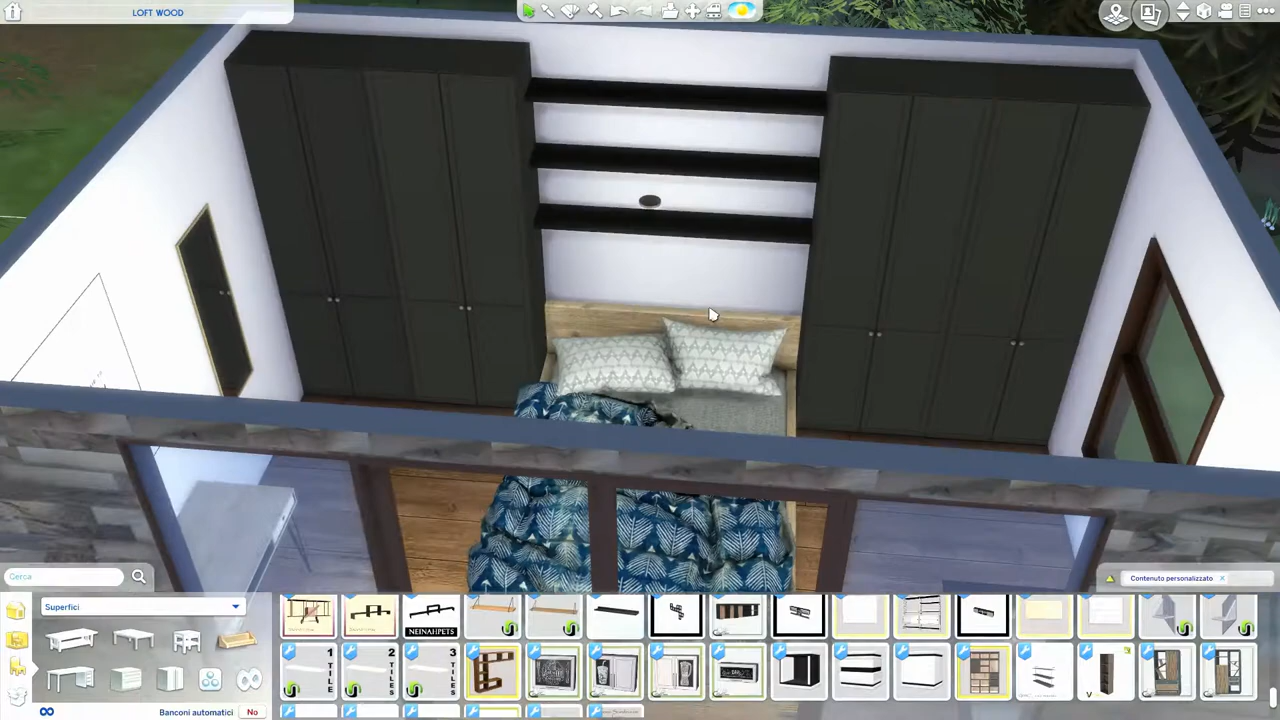 LOFT WOOD
Cerca
Contenuto personalizzato
Superfici
NEINAHPETS
1 TILE
2 TILES
3 TILES
Banconi automatici
No